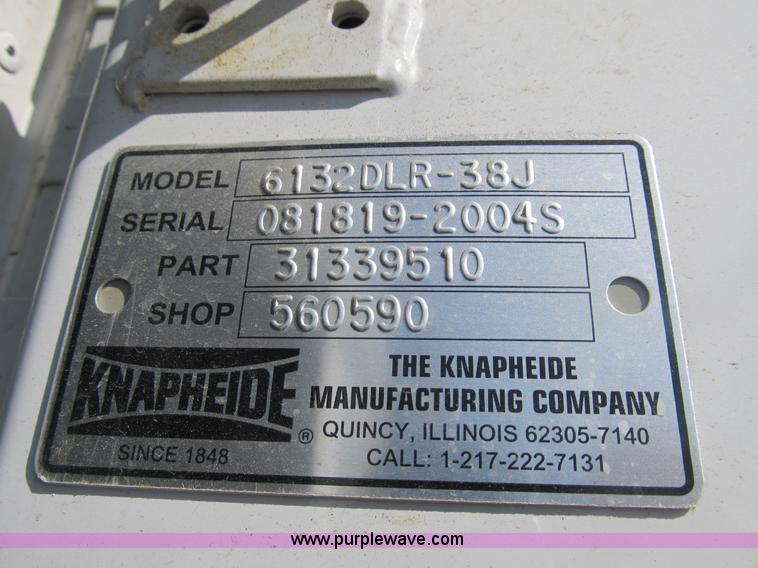 MODEL 6132DLR-38J
SERIAL 081819-2004S
PART 31339510
SHOP 560590
KNAPHEIDE
®
SINCE 1848
THE KNAPHEIDE
MANUFACTURING COMPANY
QUINCY, ILLINOIS 62305-7140
CALL: 1-217-222-7131
www.purplewave.com